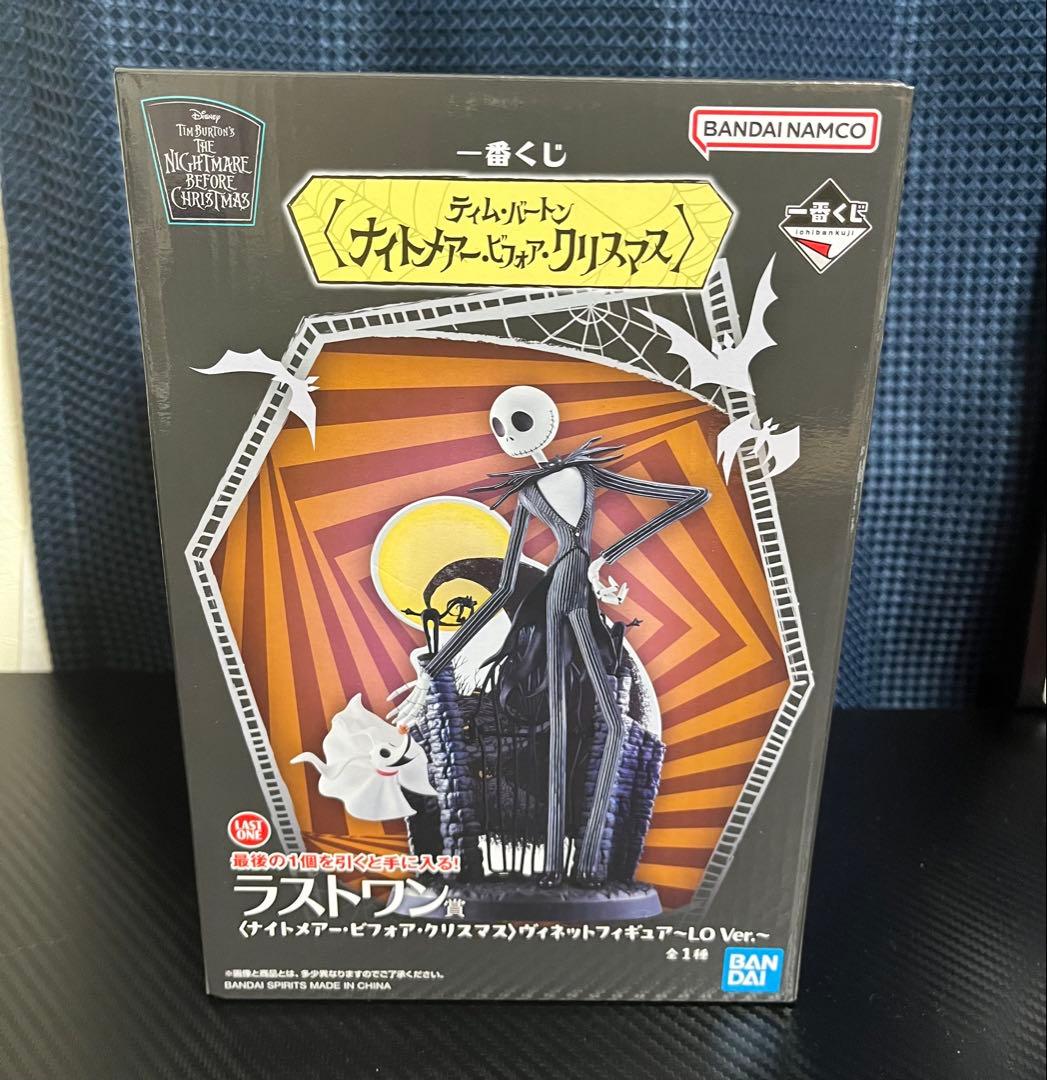 Disney
TIM BURTON'S
THE
NIGHTMARE
BEFORE
CHRISTMAS
BANDAI NAMCO
一番くじ
ティム・バートン
〈ナイトメアー・ビフォア・クリスマス〉
一番くじ
ichibankuji
LAST
ONE
最後の1個を引くと手に入る!
ラストワン賞
〈ナイトメアー・ビフォア・クリスマス〉ヴィネットフィギュア~LO Ver.~
全1種
※画像と商品とは、多少異なりますのでご了承ください。
BANDAI SPIRITS MADE IN CHINA
BAN
DAI